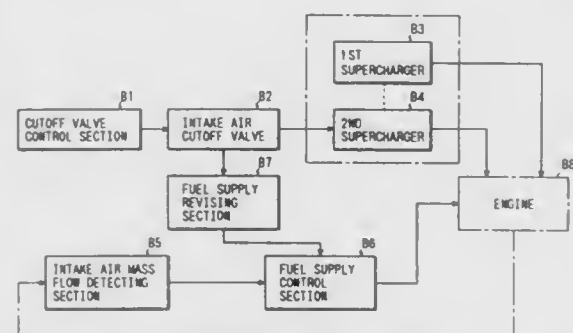 B3
1ST
SUPERCHARGER
B1
B2
B4
CUTOFF VALVE
CONTROL SECTION
INTAKE AIR
CUTOFF VALVE
2ND
SUPERCHARGER
B7
B8
FUEL SUPPLY
REVISING
SECTION
ENGINE
B5
B6
INTAKE AIR MASS
FLOW DETECTING
SECTION
FUEL SUPPLY
CONTROL
SECTION